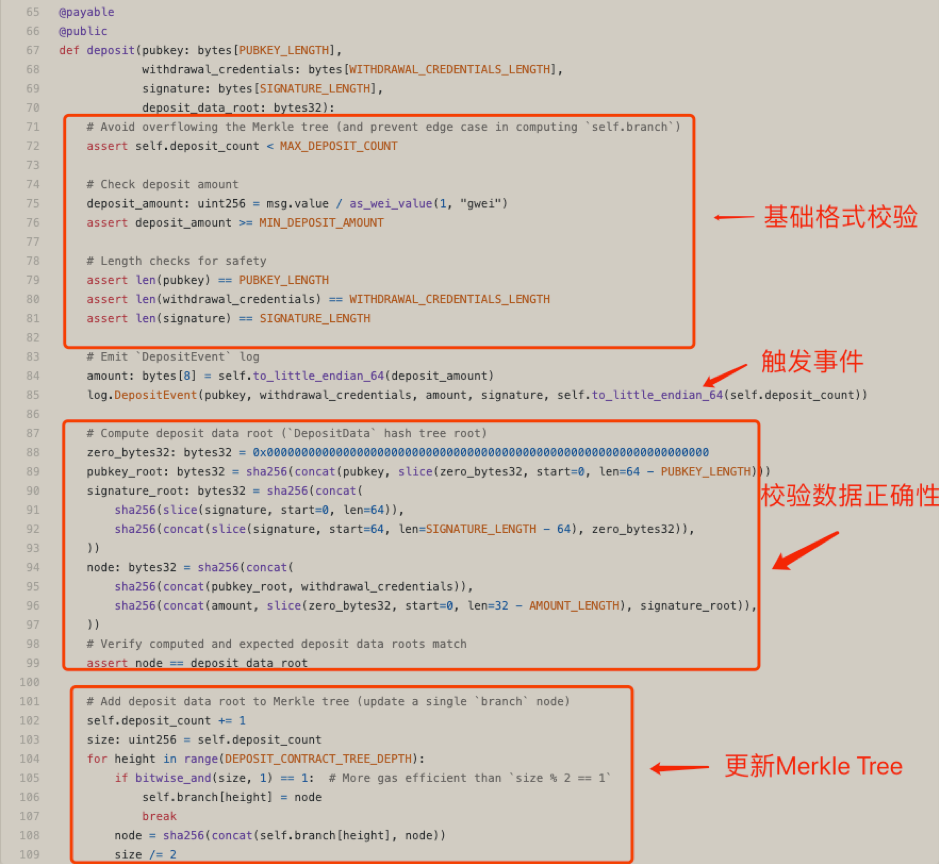 65 @payable
66 @public
67 def deposit(pubkey: bytes[PUBKEY_LENGTH],
68 withdrawal_credentials: bytes[WITHDRAWAL_CREDENTIALS_LENGTH],
69 signature: bytes[SIGNATURE_LENGTH],
70 deposit_data_root: bytes32):
71 # Avoid overflowing the Merkle tree (and prevent edge case in computing `self.branch`)
72 assert self.deposit_count < MAX_DEPOSIT_COUNT
73
74 # Check deposit amount
75 deposit_amount: uint256 = msg.value / as_wei_value(1, "gwei")
76 assert deposit_amount >= MIN_DEPOSIT_AMOUNT
基础格式校验
77
78 # Length checks for safety
79 assert len(pubkey) == PUBKEY_LENGTH
80 assert len(withdrawal_credentials) == WITHDRAWAL_CREDENTIALS_LENGTH
81 assert len(signature) == SIGNATURE_LENGTH
82
83 # Emit `DepositEvent` log
触发事件
84 amount: bytes[8] = self.to_little_endian_64(deposit_amount)
85 log.DepositEvent(pubkey, withdrawal_credentials, amount, signature, self.to_little_endian_64(self.deposit_count))
86
87 # Compute deposit data root (`DepositData` hash tree root)
88 zero_bytes32: bytes32 = 0x0000000000000000000000000000000000000000000000000000000000000000
89 pubkey_root: bytes32 = sha256(concat(pubkey, slice(zero_bytes32, start=0, len=64 - PUBKEY_LENGTH)))
90 signature_root: bytes32 = sha256(concat(
校验数据正确性
91 sha256(slice(signature, start=0, len=64)),
92 sha256(concat(slice(signature, start=64, len=SIGNATURE_LENGTH - 64), zero_bytes32)),
93 ))
94 node: bytes32 = sha256(concat(
95 sha256(concat(pubkey_root, withdrawal_credentials)),
96 sha256(concat(amount, slice(zero_bytes32, start=0, len=32 - AMOUNT_LENGTH), signature_root)),
97 ))
98 # Verify computed and expected deposit data roots match
99 assert node == deposit_data_root
100
101 # Add deposit data root to Merkle tree (update a single `branch` node)
102 self.deposit_count += 1
103 size: uint256 = self.deposit_count
104 for height in range(DEPOSIT_CONTRACT_TREE_DEPTH):
更新Merkle Tree
105 if bitwise_and(size, 1) == 1: # More gas efficient than `size % 2 == 1`
106 self.branch[height] = node
107 break
108 node = sha256(concat(self.branch[height], node))
109 size /= 2